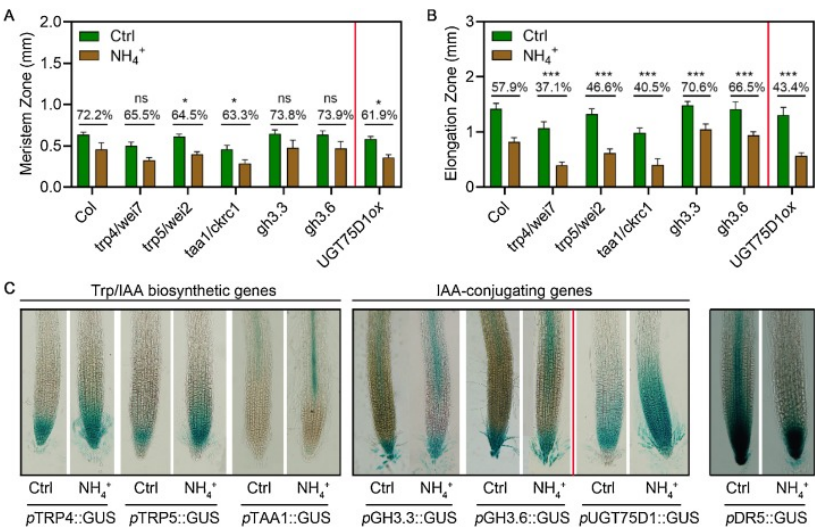 A
Meristem Zone (mm)
2.0
1.5
1.0
0.5
0.0
Ctrl
NH4+
ns * * ns ns *
72.2% 65.5% 64.5% 63.3% 73.8% 73.9% 61.9%
Col trp4/wei7 trp5/wei2 taa1/ckrc1 gh3.3 gh3.6 UGT75D1ox
B
Elongation Zone (mm)
3
2
1
0
Ctrl
NH4+
*** *** *** *** *** ***
57.9% 37.1% 46.6% 40.5% 70.6% 66.5% 43.4%
Col trp4/wei7 trp5/wei2 taa1/ckrc1 gh3.3 gh3.6 UGT75D1ox
C
Trp/IAA biosynthetic genes
IAA-conjugating genes
Ctrl NH4+ Ctrl NH4+ Ctrl NH4+ Ctrl NH4+ Ctrl NH4+ Ctrl NH4+ Ctrl NH4+
pTRP4::GUS pTRP5::GUS pTAA1::GUS pGH3.3::GUS pGH3.6::GUS pUGT75D1::GUS pDR5::GUS